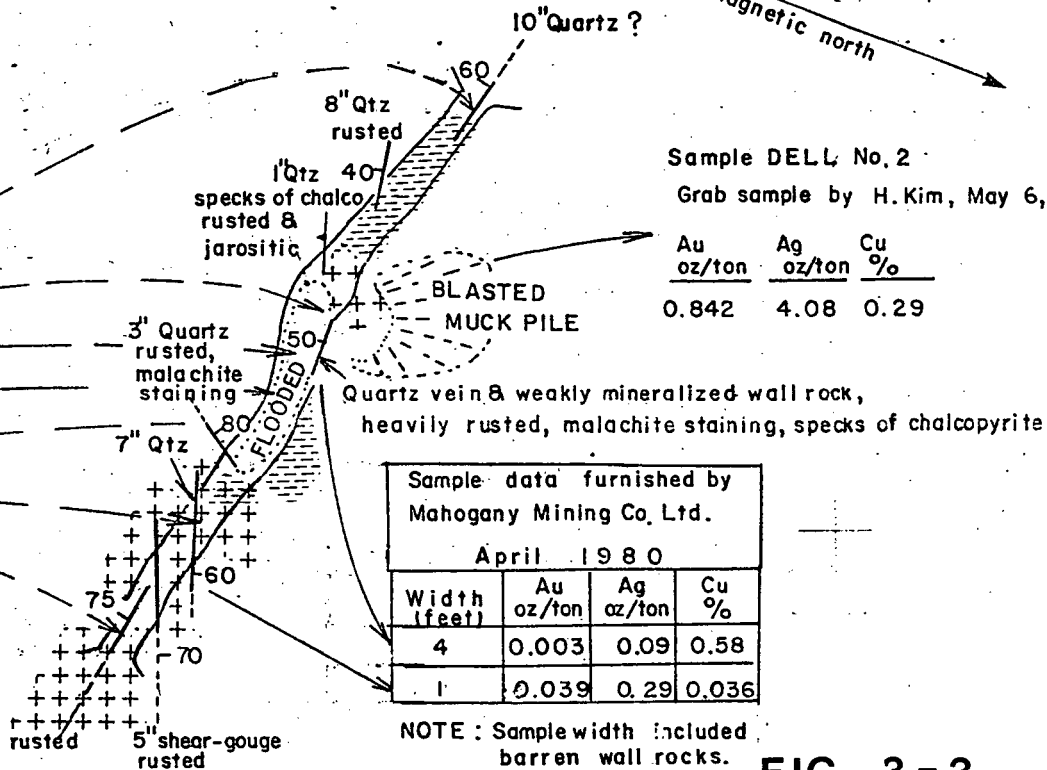 10" Quartz ?
magnetic north
60
8" Qtz
rusted
40
1" Qtz
specs of chalco
rusted &
jarositic
Sample DELL No. 2
Grab sample by H. Kim, May 6,
Au
oz/ton
Ag
oz/ton
Cu
%
0.842 4.08 0.29
BLASTED
MUCK PILE
3" Quartz
rusted,
malachite
staining
50
FLOODED
80
Quartz vein & weakly mineralized wall rock,
heavily rusted, malachite staining, specks of chalcopyrite
7" Qtz
60
75
70
rusted
5" shear-gouge
rusted
Sample data furnished by
Mahogany Mining Co. Ltd.
April 1980
Width
(feet)
Au
oz/ton
Ag
oz/ton
Cu
%
4 0.003 0.09 0.58
1 0.039 0.29 0.036
NOTE : Sample width included
barren wall rocks.
FIG. 3-3